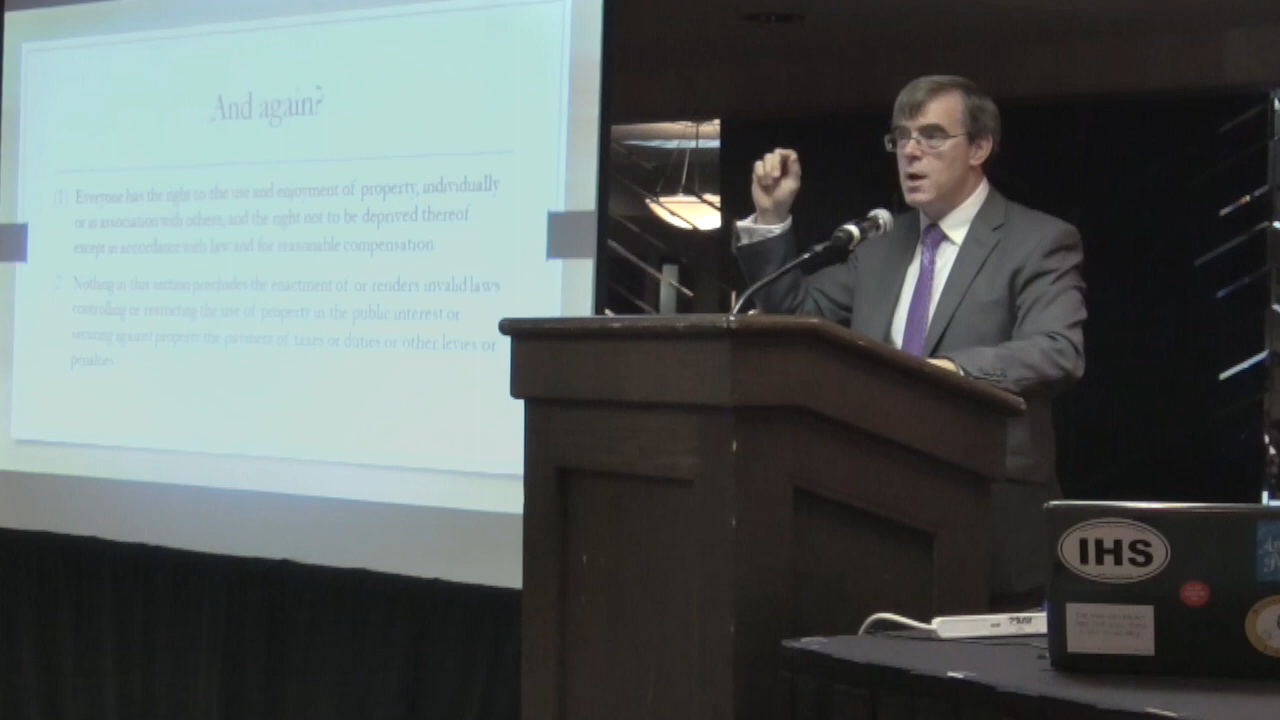 And again?
(1) Everyone has the right to the use and enjoyment of property, individually
or in association with others, and the right not to be deprived thereof
except in accordance with law and for reasonable compensation.
2. Nothing in this section precludes the enactment of or renders invalid laws
controlling or restricting the use of property in the public interest or
securing against property the payment of taxes or duties or other levies or
penalties.
IHS